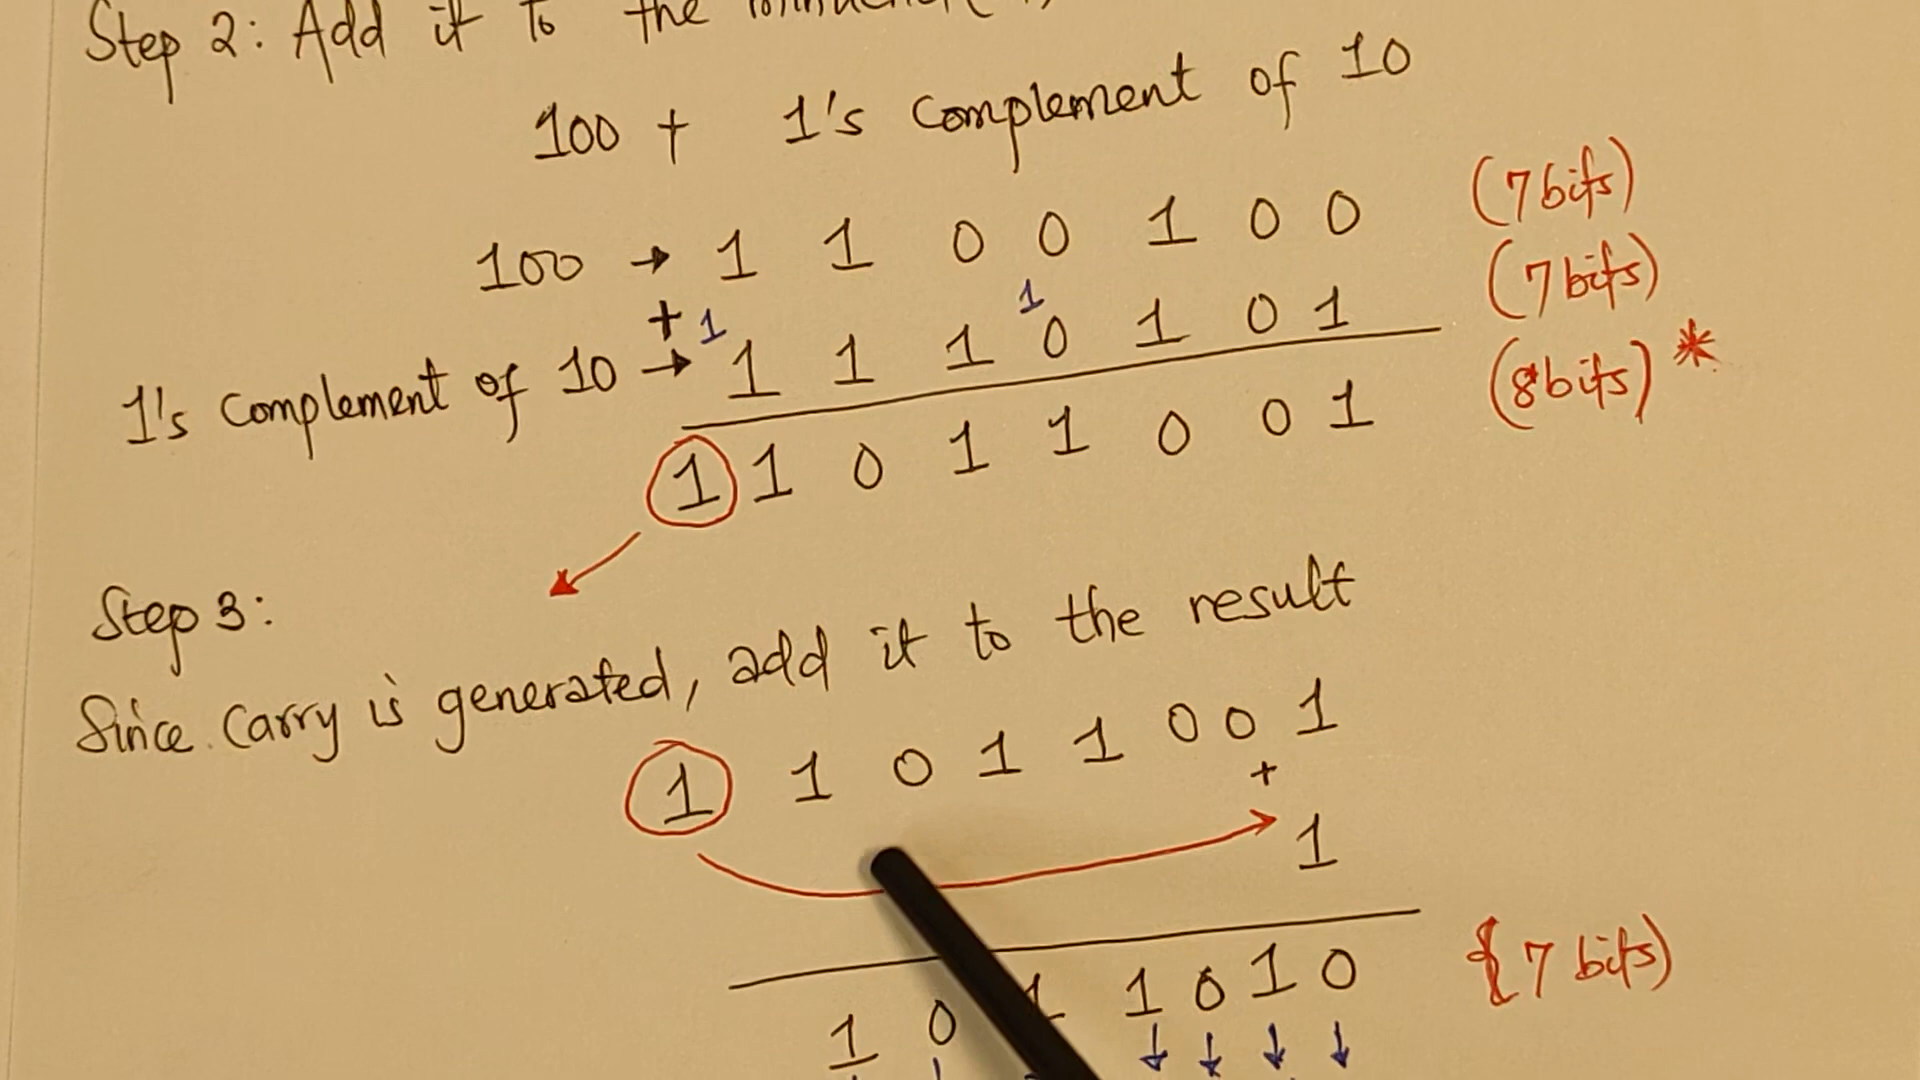 Step 2: Add it to the
100 + 1's complement of 10
100 → 1 1 0 0 1 0 0 (7 bits)
+ 1 1
1's complement of 10 → 1 1 1 0 1 0 1 (7 bits)
1 1 0 1 1 0 0 1 (8 bits) *
Step 3:
Since carry is generated, add it to the result
1 1 0 1 1 0 0 1
+
1
1 0 1 1 0 1 0 (7 bits)